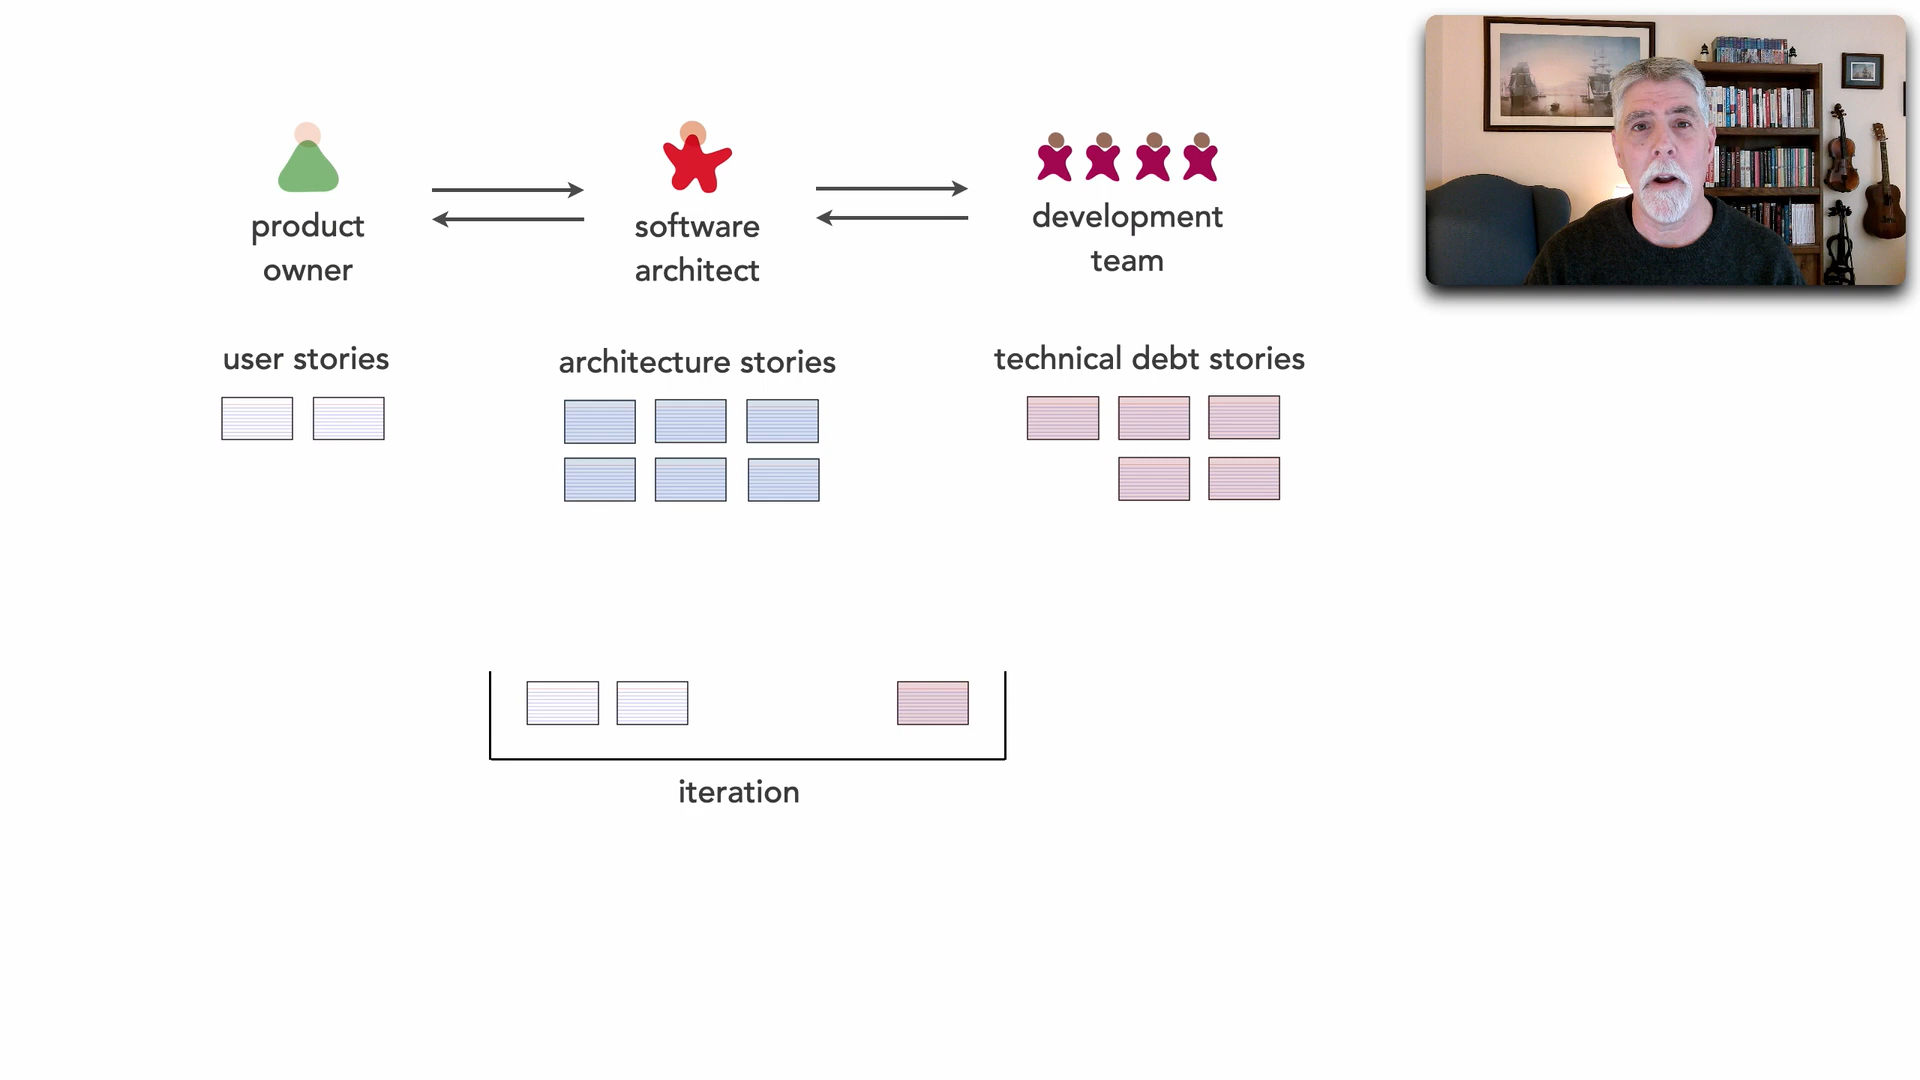 product
owner
software
architect
development
team
user stories
architecture stories
technical debt stories
iteration